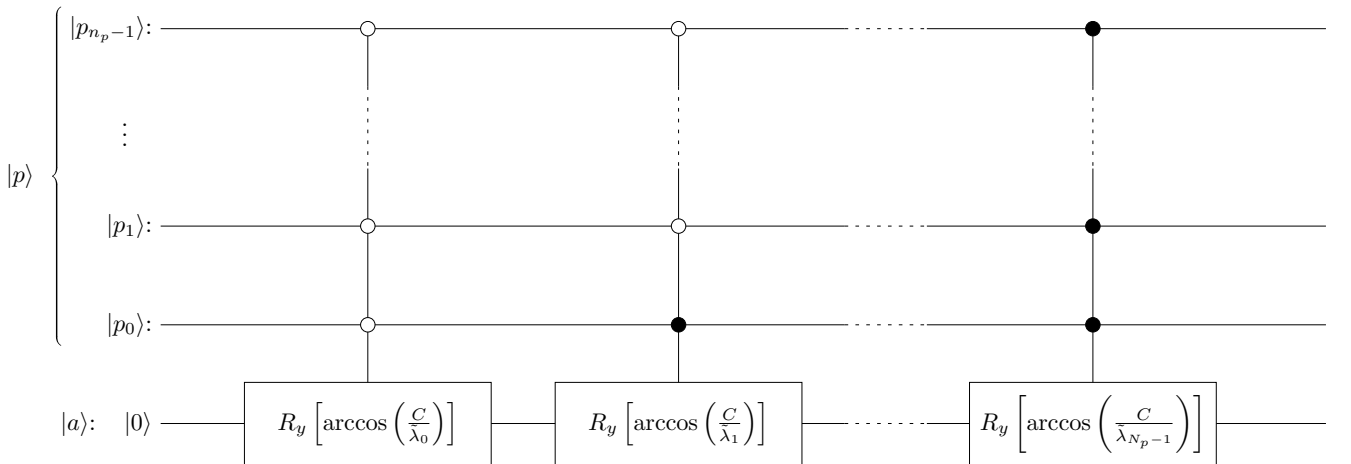 |p_{n_p−1}⟩:
⋮
|p⟩
|p_1⟩:
|p_0⟩:
|a⟩: |0⟩ R_y [arccos (C/λ̃_0)] R_y [arccos (C/λ̃_1)] R_y [arccos (C/λ̃_{N_p−1})]